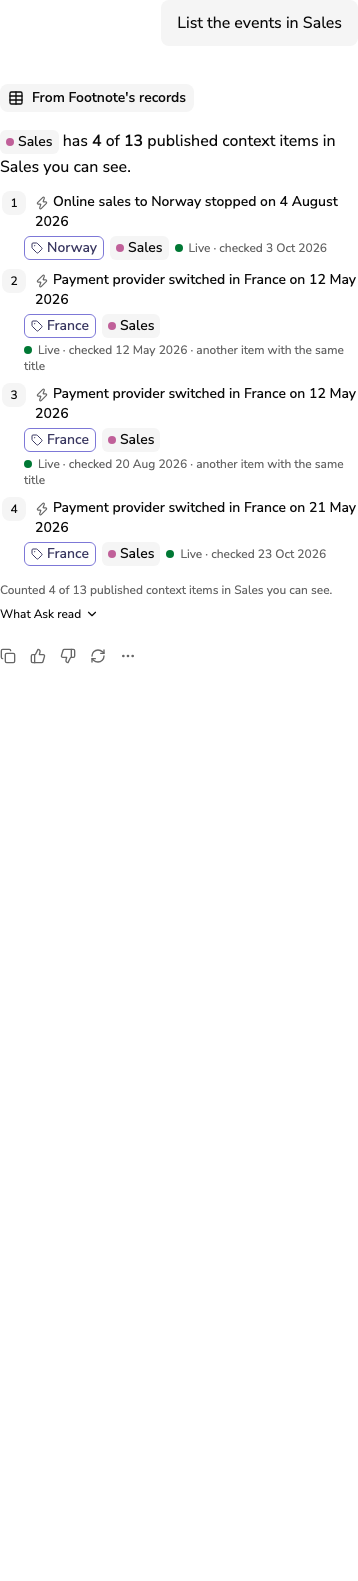 List the events in Sales
From Footnote's records
Sales has 4 of 13 published context items in
Sales you can see.
1 Online sales to Norway stopped on 4 August
2026
Norway Sales Live · checked 3 Oct 2026
2 Payment provider switched in France on 12 May
2026
France Sales
Live · checked 12 May 2026 · another item with the same
title
3 Payment provider switched in France on 12 May
2026
France Sales
Live · checked 20 Aug 2026 · another item with the same
title
4 Payment provider switched in France on 21 May
2026
France Sales Live · checked 23 Oct 2026
Counted 4 of 13 published context items in Sales you can see.
What Ask read